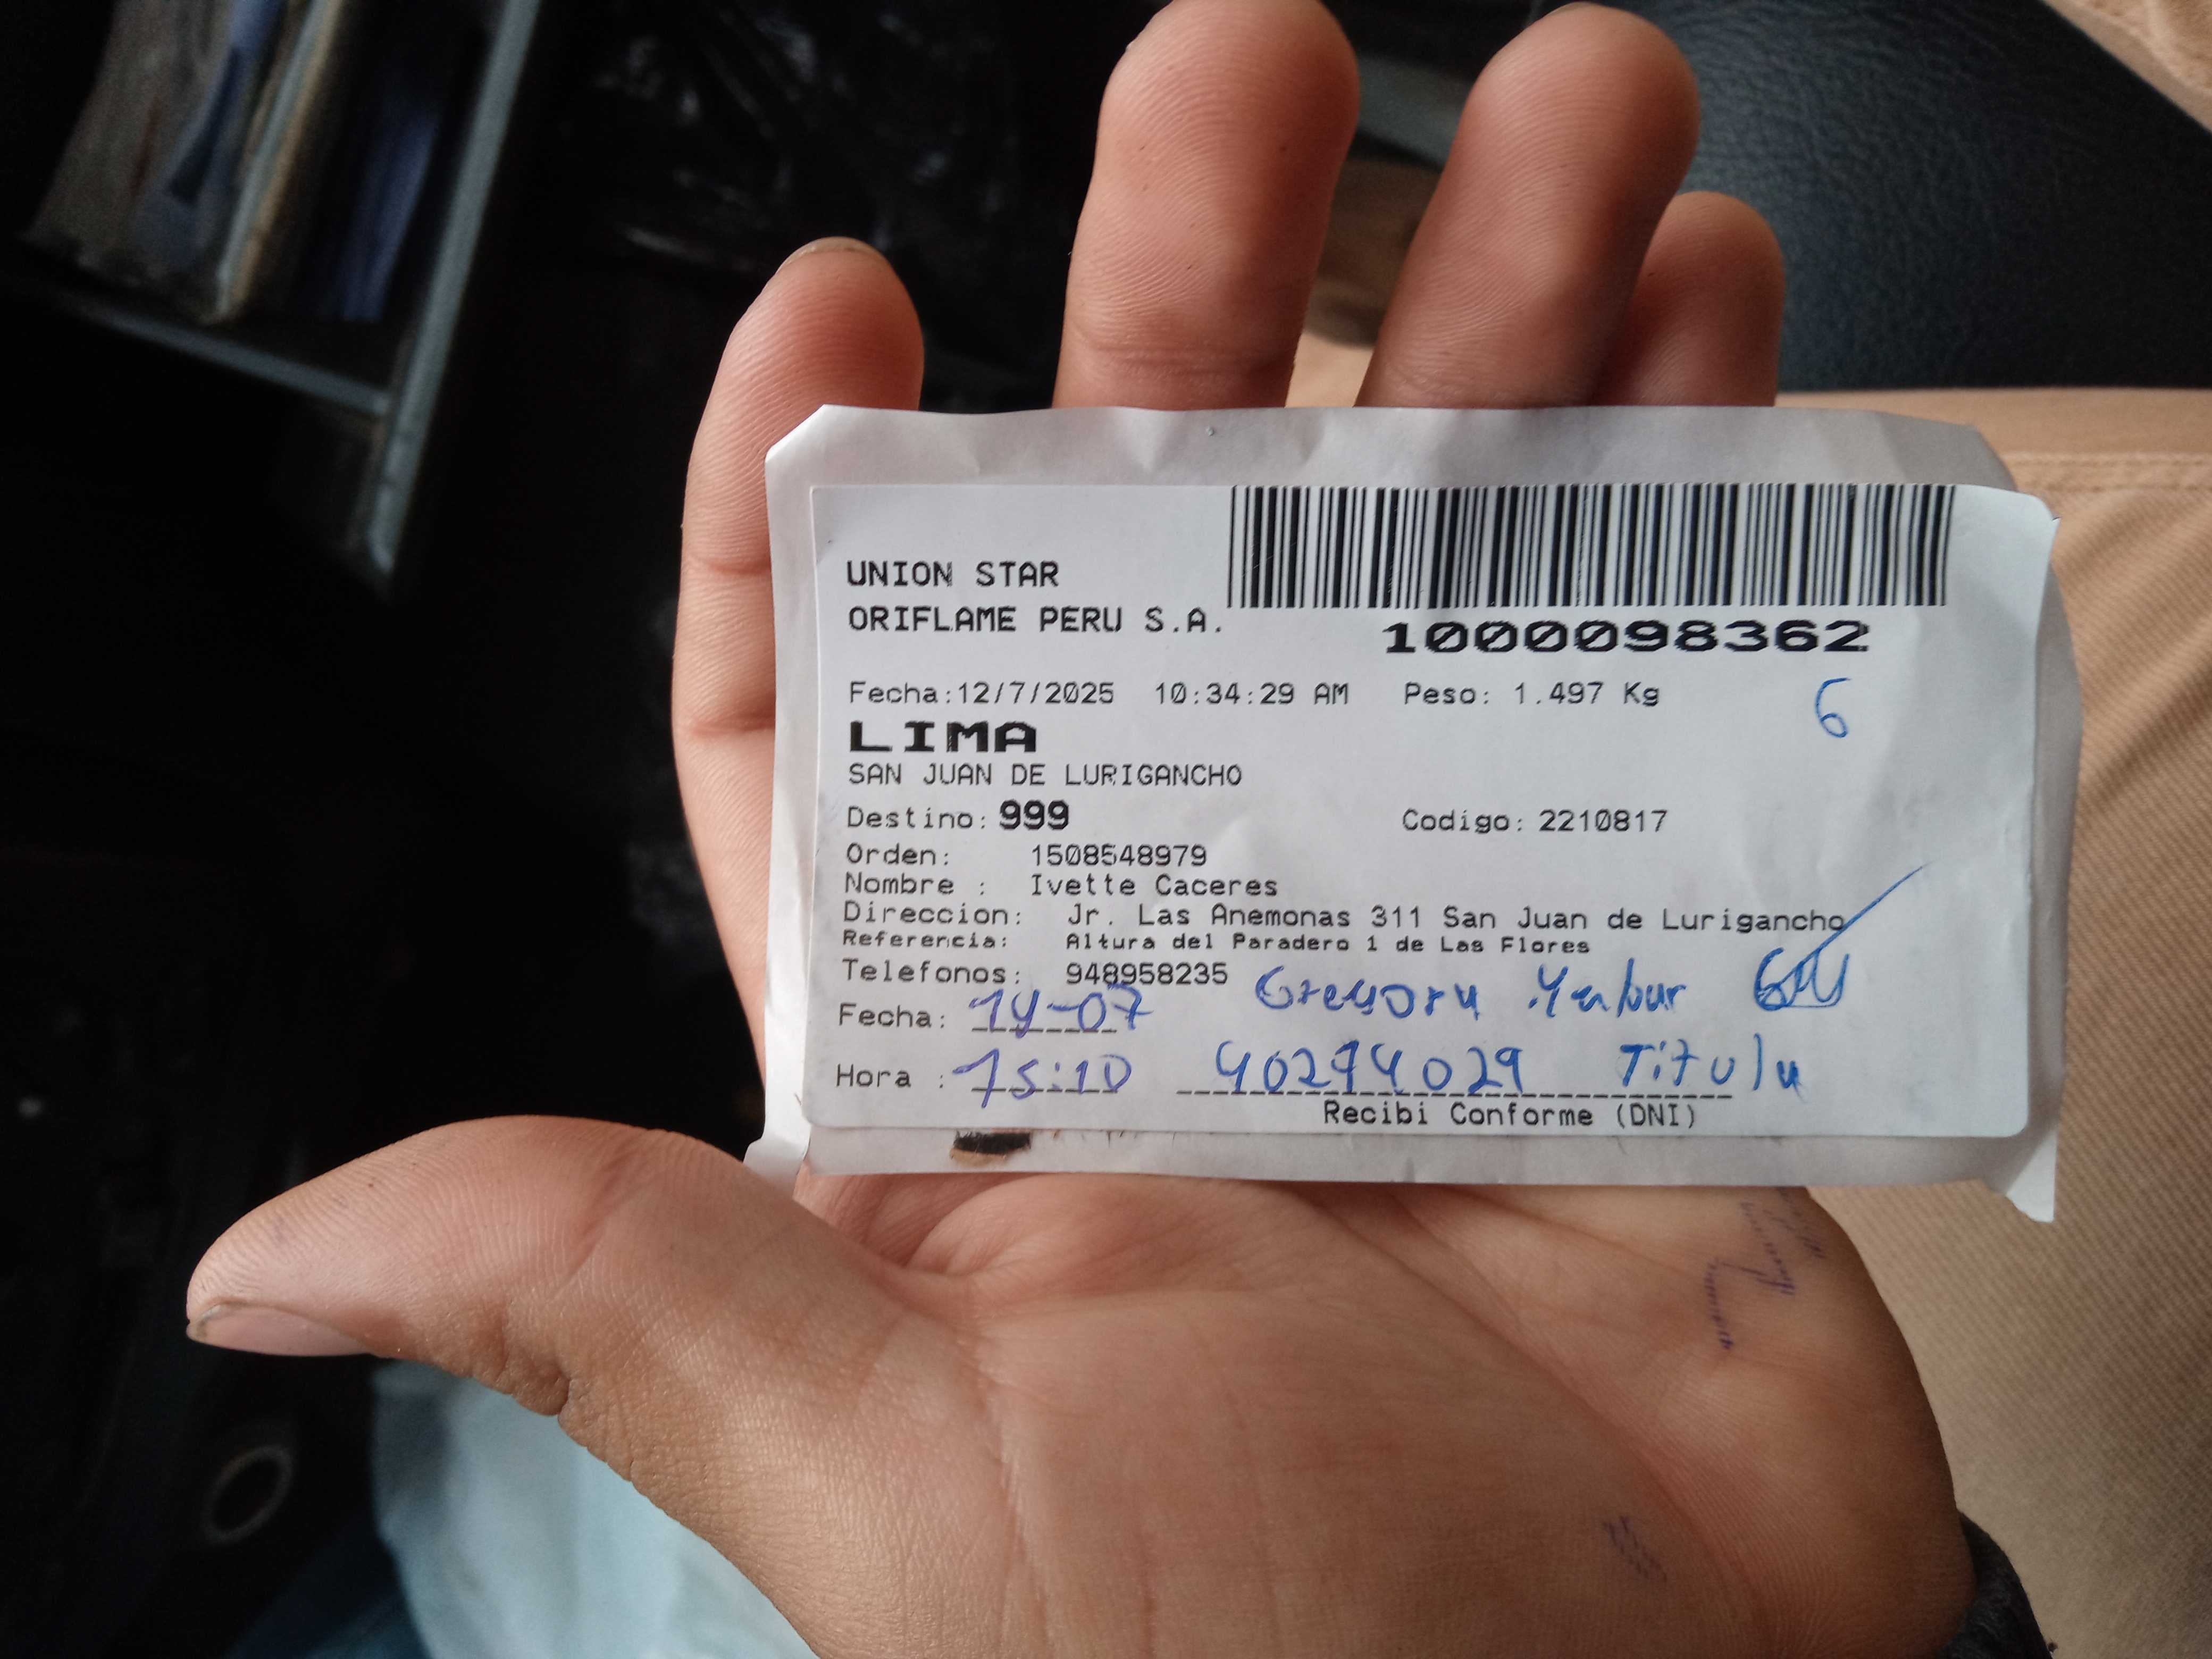 UNION STAR
ORIFLAME PERU S.A.
1000098362
Fecha:12/7/2025 10:34:29 AM Peso: 1.497 Kg
6
LIMA
SAN JUAN DE LURIGANCHO
Destino: 999 Codigo: 2210817
Orden: 1508548979
Nombre : Ivette Caceres
Direccion: Jr. Las Anemonas 311 San Juan de Lurigancho
Referencia: Altura del Paradero 1 de Las Flores
Telefonos: 948958235
Fecha: 14-07 Gregory
Hora : 15:10 40294029
Recibi Conforme (DNI)